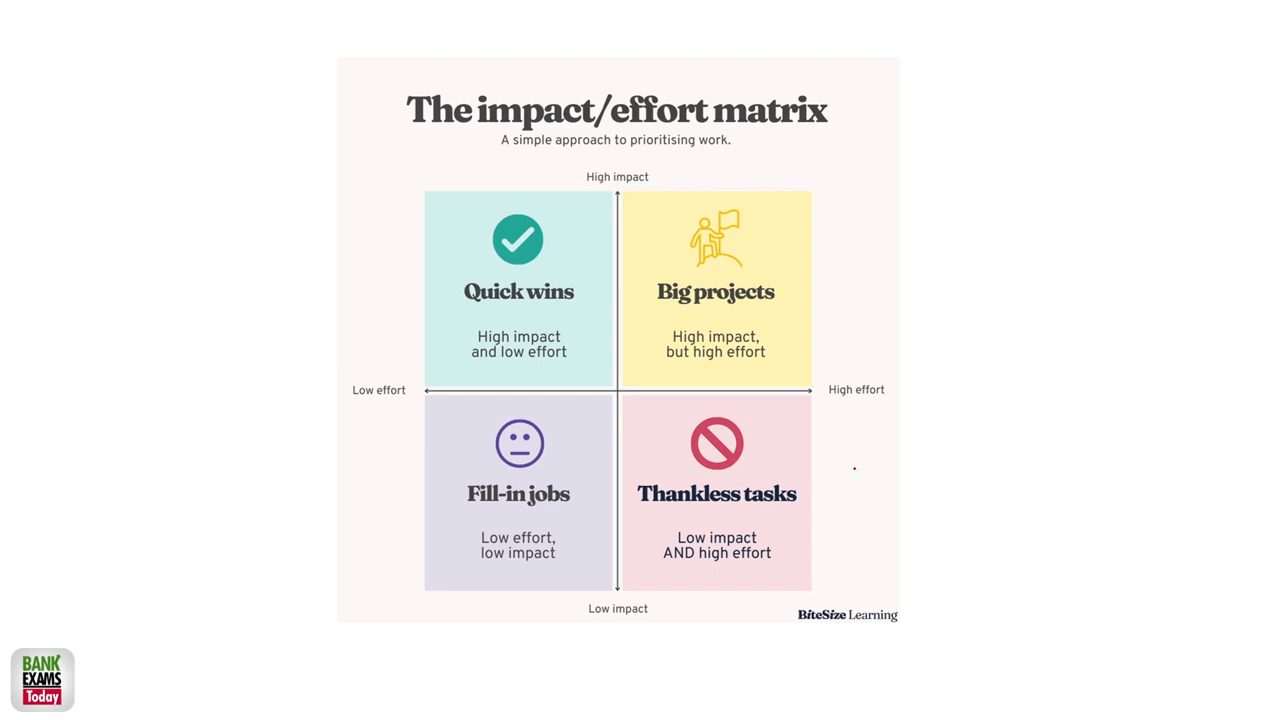 The impact/effort matrix
A simple approach to prioritising work.
High impact
Quick wins
High impact
and low effort
Big projects
High impact,
but high effort
Low effort
High effort
Fill-in jobs
Low effort,
low impact
Thankless tasks
Low impact
AND high effort
Low impact
BiteSize Learning
BANK
EXAMS
Today